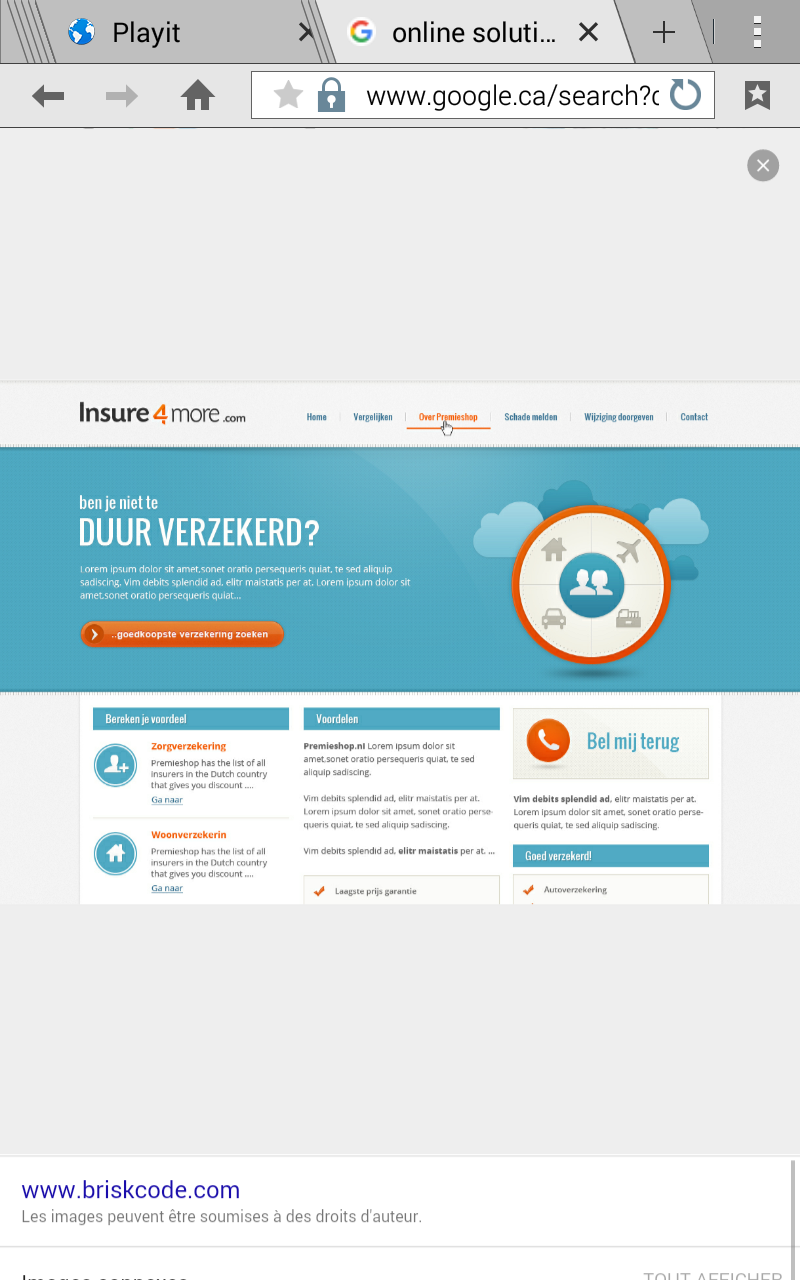 Playit
online soluti...
www.google.ca/search?
Insure 4 more .com
Home
Vergelijken
Over Premieshop
Schade melden
Wijziging doorgeven
Contact
ben je niet te
DUUR VERZEKERD?
Lorem ipsum dolor sit amet,sonet oratio persequeris quiat, te sed aliquip
sadiscing. Vim debits splendid ad, elitr maistatis per at. Lorem ipsum dolor sit
amet,sonet oratio persequeris quiat...
..goedkoopste verzekering zoeken
Bereken je voordeel
Zorgverzekering
Premieshop has the list of all
insurers in the Dutch country
that gives you discount ....
Ga naar
Woonverzekerin
Premieshop has the list of all
insurers in the Dutch country
that gives you discount ....
Ga naar
Voordelen
Premieshop.nl Lorem ipsum dolor sit
amet,sonet oratio persequeris quiat, te sed
aliquip sadiscing.
Vim debits splendid ad, elitr maistatis per at.
Lorem ipsum dolor sit amet, sonet oratio perse-
queris quiat, te sed aliquip sadiscing.
Vim debits splendid ad, elitr maistatis per at. ...
Laagste prijs garantie
Bel mij terug
Vim debits splendid ad, elitr maistatis per at.
Lorem ipsum dolor sit amet, sonet oratio perse-
queris quiat, te sed aliquip sadiscing.
Goed verzekerd!
Autoverzekering
www.briskcode.com
Les images peuvent être soumises à des droits d'auteur.
Images connexes
TOUT AFFICHER